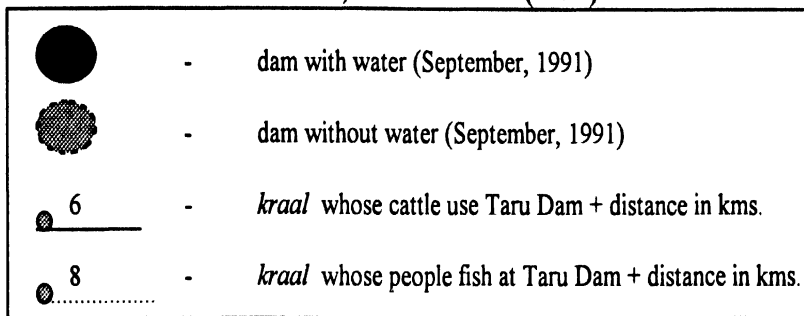 - dam with water (September, 1991)
- dam without water (September, 1991)
6 - kraal whose cattle use Taru Dam + distance in kms.
8 - kraal whose people fish at Taru Dam + distance in kms.